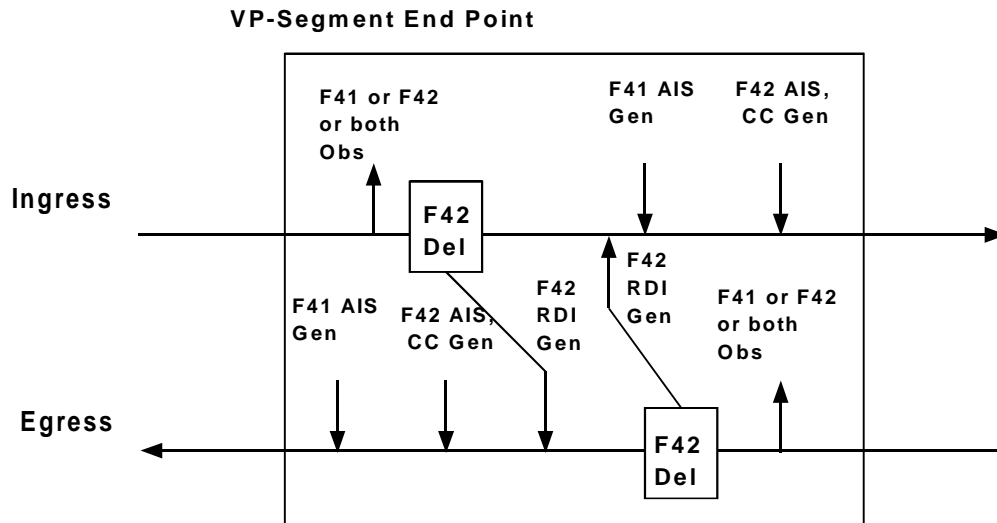 VP-Segment End Point
F41 or F42
or both
Obs
F41 AIS
Gen
F42 AIS,
CC Gen
Ingress
F42
Del
F41 AIS
Gen
F42 AIS,
CC Gen
F42
RDI
Gen
F42
RDI
Gen
F41 or F42
or both
Obs
Egress
F42
Del